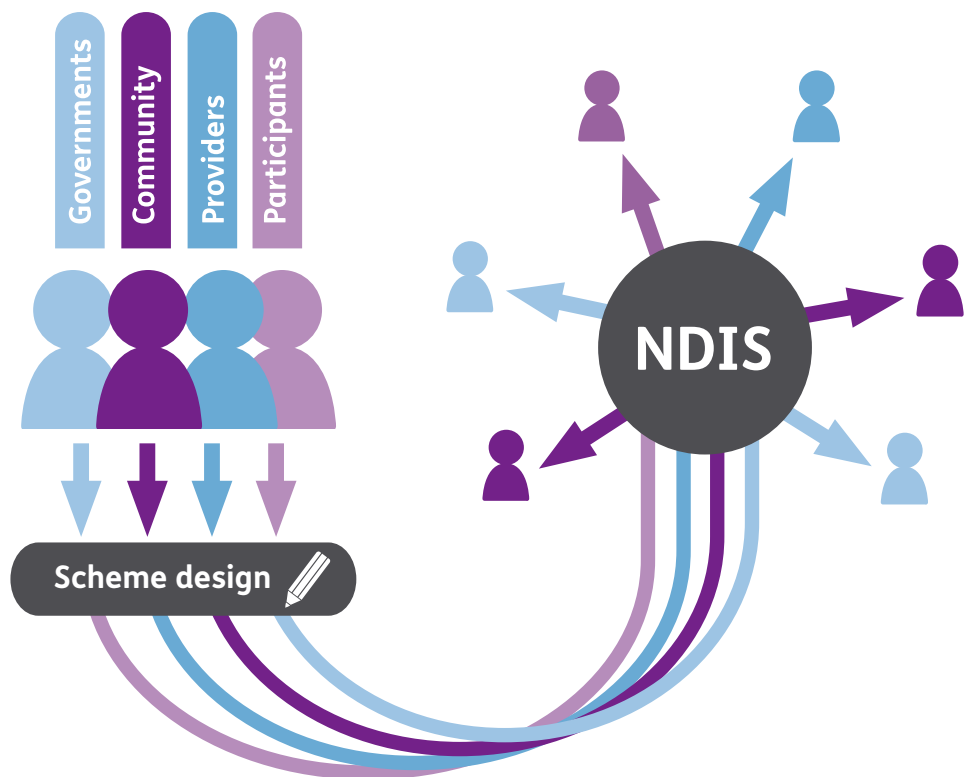 Governments
Community
Providers
Participants
NDIS
Scheme design